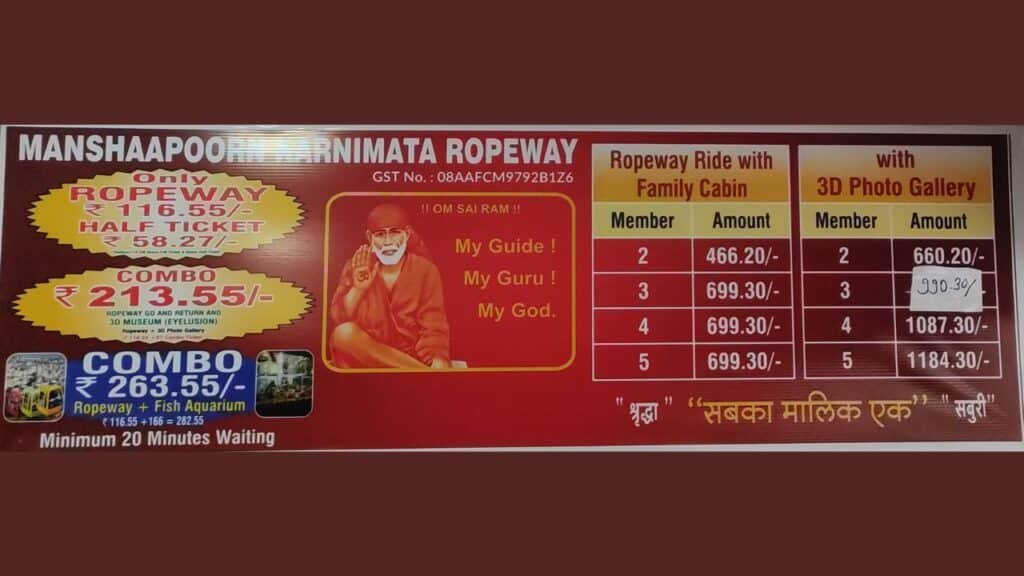 MANSHAAPOORN KARNIMATA ROPEWAY
GST No. : 08AAFCM9792B1Z6
Only
ROPEWAY
₹ 116.55/-
HALF TICKET
₹ 58.27/-
COMBO
₹ 213.55/-
ROPEWAY GO AND RETURN AND
3D MUSEUM (EYELUSION)
Ropeway + 3D Photo Gallery
COMBO
₹ 263.55/-
Ropeway + Fish Aquarium
₹ 116.55 +166 = 282.55
Minimum 20 Minutes Waiting
!! OM SAI RAM !!
My Guide !
My Guru !
My God.
Ropeway Ride with
Family Cabin
Member Amount
2 466.20/-
3 699.30/-
4 699.30/-
5 699.30/-
with
3D Photo Gallery
Member Amount
2 660.20/-
3 990.30/
4 1087.30/-
5 1184.30/-
" श्रृद्धा " “सबका मालिक एक” " सबुरी"